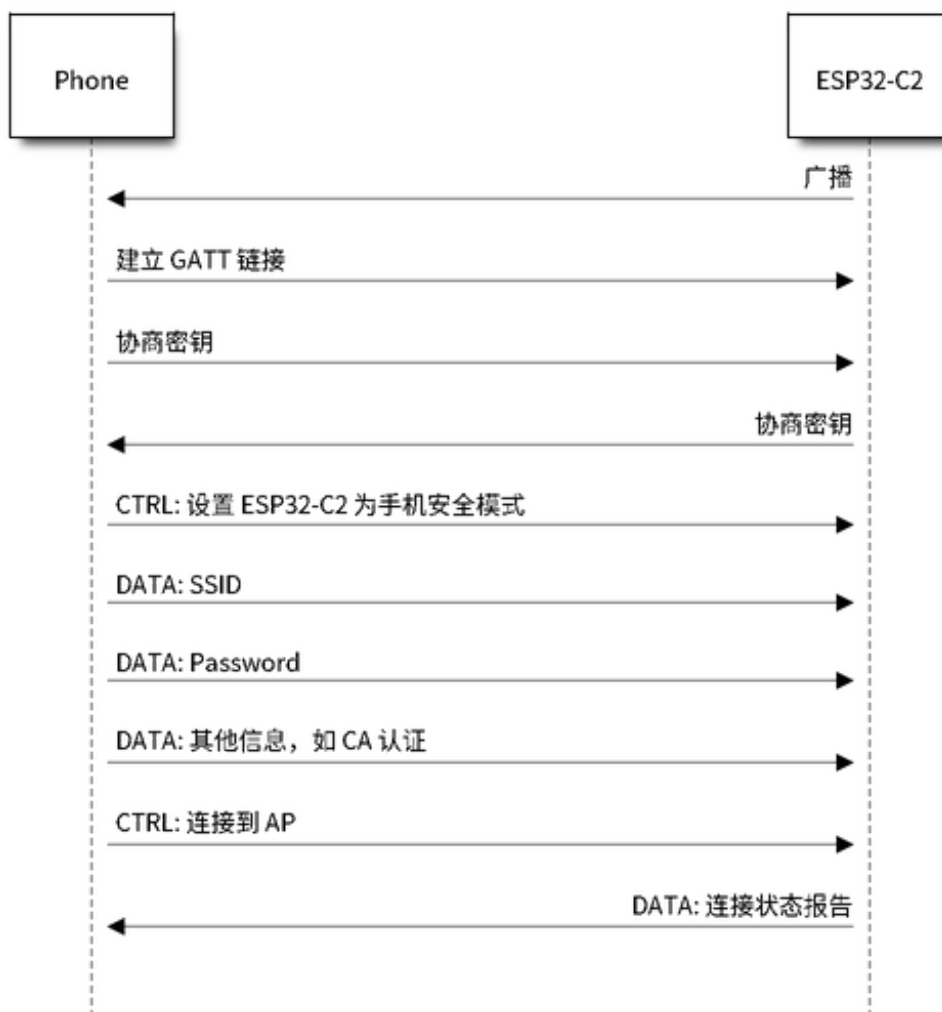 Phone
ESP32-C2
广播
建立 GATT 链接
协商密钥
协商密钥
CTRL: 设置 ESP32-C2 为手机安全模式
DATA: SSID
DATA: Password
DATA: 其他信息，如 CA 认证
CTRL: 连接到 AP
DATA: 连接状态报告